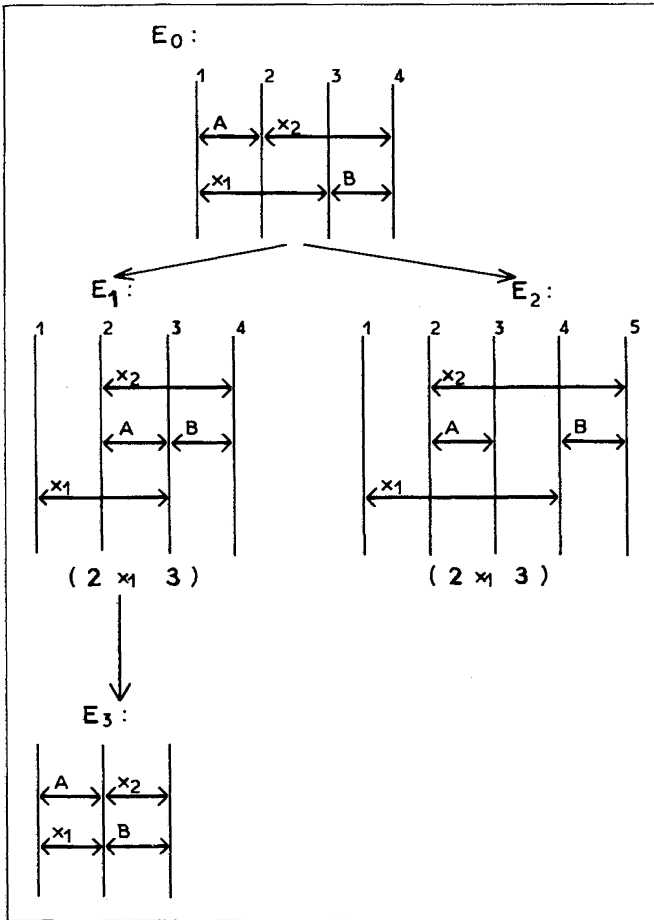 E0 :
1 2 3 4
A x2
x1 B
E1 : E2 :
1 2 3 4 1 2 3 4 5
x2 x2
A B A B
x1 x1
( 2 x1 3 ) ( 2 x1 3 )
E3 :
A x2
x1 B